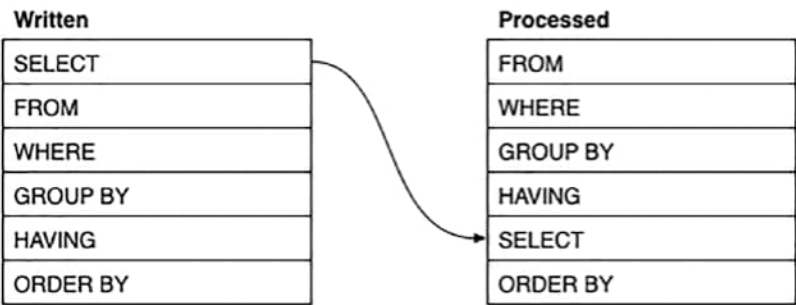 Written
SELECT
FROM
WHERE
GROUP BY
HAVING
ORDER BY
Processed
FROM
WHERE
GROUP BY
HAVING
SELECT
ORDER BY